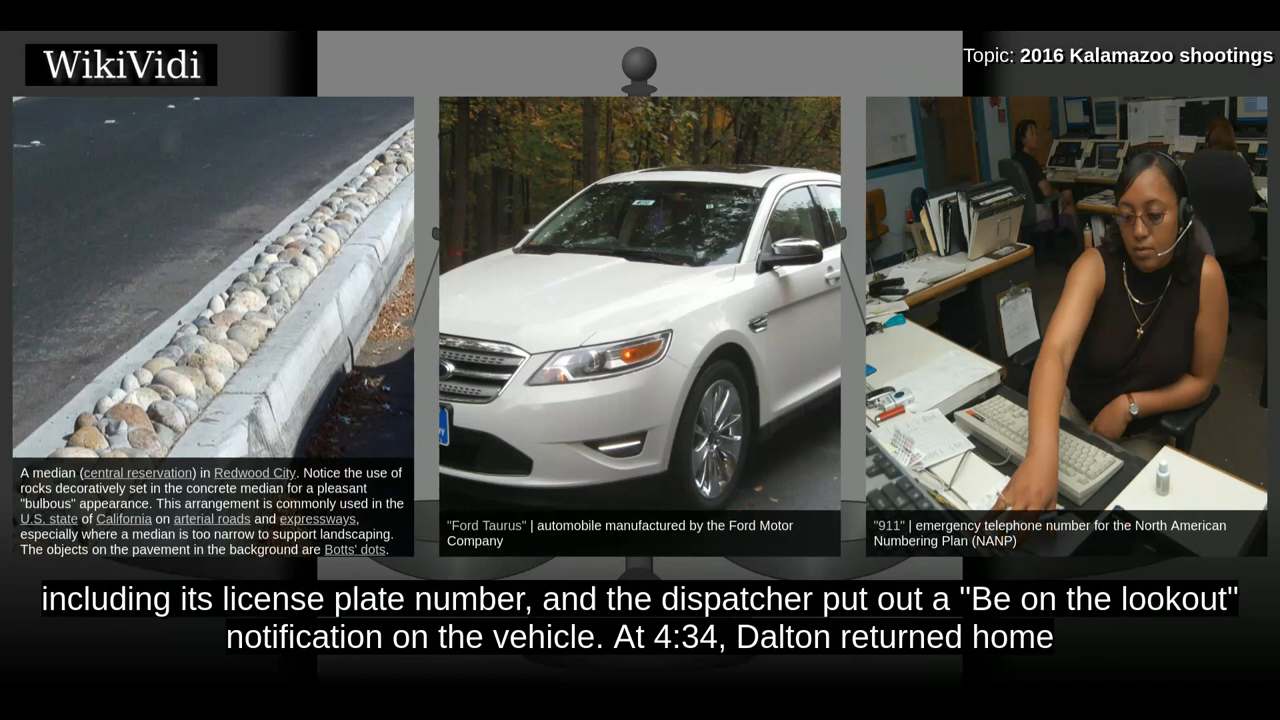 WikiVidi
Topic: 2016 Kalamazoo shootings
A median (central reservation) in Redwood City. Notice the use of
rocks decoratively set in the concrete median for a pleasant
"bulbous" appearance. This arrangement is commonly used in the
U.S. state of California on arterial roads and expressways,
especially where a median is too narrow to support landscaping.
The objects on the pavement in the background are Botts' dots.
"Ford Taurus" | automobile manufactured by the Ford Motor
Company
"911" | emergency telephone number for the North American
Numbering Plan (NANP)
including its license plate number, and the dispatcher put out a "Be on the lookout"
notification on the vehicle. At 4:34, Dalton returned home